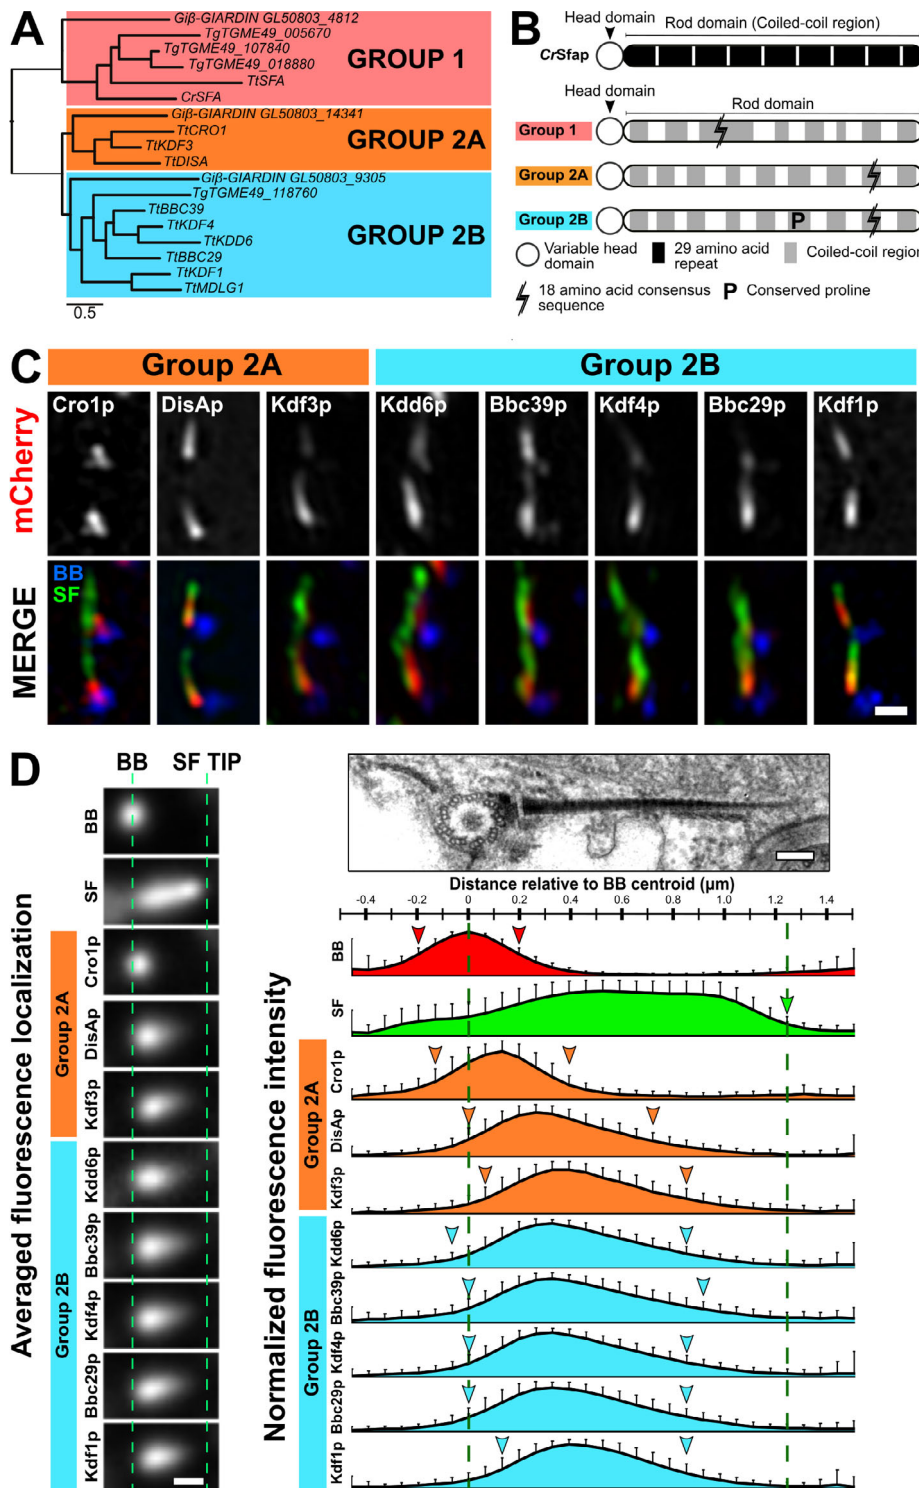 A
Giβ-GIARDIN GL50803_4812
TgTGME49_005670
TgTGME49_107840
TgTGME49_018880
TtSFA
CrSFA
GROUP 1
Giβ-GIARDIN GL50803_14341
TtCRO1
TtKDF3
TtDISA
GROUP 2A
Giβ-GIARDIN GL50803_9305
TgTGME49_118760
TtBBC39
TtKDF4
TtKDD6
TtBBC29
TtKDF1
TtMDLG1
GROUP 2B
0.5
B
Head domain
Rod domain (Coiled-coil region)
CrSfap
Head domain
Rod domain
Group 1
Group 2A
Group 2B
P
Variable head domain
29 amino acid repeat
Coiled-coil region
18 amino acid consensus sequence
P Conserved proline
C
Group 2A
Group 2B
mCherry
Cro1p
DisAp
Kdf3p
Kdd6p
Bbc39p
Kdf4p
Bbc29p
Kdf1p
MERGE
BB
SF
D
BB
SF TIP
Averaged fluorescence localization
BB
SF
Group 2A
Cro1p
DisAp
Kdf3p
Group 2B
Kdd6p
Bbc39p
Kdf4p
Bbc29p
Kdf1p
Distance relative to BB centroid (μm)
-0.4 -0.2 0 0.2 0.4 0.6 0.8 1.0 1.2 1.4
Normalized fluorescence intensity
BB
SF
Group 2A
Cro1p
DisAp
Kdf3p
Group 2B
Kdd6p
Bbc39p
Kdf4p
Bbc29p
Kdf1p